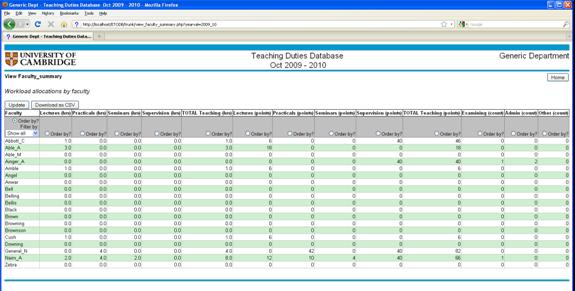 Generic Dept - Teaching Duties Database Oct 2009 - 2010 - Mozilla Firefox
File Edit View History Bookmarks Tools Help
http://localhost/ETDDB/trunk/view_faculty_summary.php?yearval=2009_10
Google
Generic Dept - Teaching Duties Data...
UNIVERSITY OF CAMBRIDGE
Teaching Duties Database
Oct 2009 - 2010
Generic Department
View Faculty_summary
Home
Workload allocations by faculty
Update Download as CSV
Faculty Lectures (hrs) Practicals (hrs) Seminars (hrs) Supervision (hrs) TOTAL Teaching (hrs) Lectures (points) Practicals (points) Seminars (points) Supervision (points) TOTAL Teaching (points) Examining (count) Admin (count) Other (count)
Order by?
Filter by
Show all Order by? Order by? Order by? Order by? Order by? Order by? Order by? Order by? Order by? Order by? Order by? Order by? Order by?
Abbott_C 1.0 0.0 0.0 0.0 1.0 6 0 0 40 46 0 0 0
Able_A 3.0 0.0 0.0 0.0 3.0 18 0 0 0 18 0 0 0
Able_M 0.0 0.0 0.0 0.0 0.0 0 0 0 0 0 0 0 0
Ainger_A 0.0 0.0 0.0 0.0 0.0 0 0 0 40 40 1 2 0
Amble 1.0 0.0 0.0 0.0 1.0 6 0 0 0 6 0 0 0
Angel 0.0 0.0 0.0 0.0 0.0 0 0 0 0 0 0 0 0
Anwar 0.0 0.0 0.0 0.0 0.0 0 0 0 0 0 0 0 0
Bell 0.0 0.0 0.0 0.0 0.0 0 0 0 0 0 0 0 0
Belling 0.0 0.0 0.0 0.0 0.0 0 0 0 0 0 0 0 0
Bellis 0.0 0.0 0.0 0.0 0.0 0 0 0 0 0 0 0 0
Black 0.0 0.0 0.0 0.0 0.0 0 0 0 0 0 0 0 0
Brown 0.0 0.0 0.0 0.0 0.0 0 0 0 0 0 0 0 0
Browning 0.0 0.0 0.0 0.0 0.0 0 0 0 0 0 0 0 0
Brownson 0.0 0.0 0.0 0.0 0.0 0 0 0 0 0 0 0 0
Cush 1.0 0.0 0.0 0.0 1.0 6 0 0 0 6 0 0 0
Downing 0.0 0.0 0.0 0.0 0.0 0 0 0 0 0 0 0 0
General_N 0.0 4.0 0.0 0.0 4.0 0 42 0 40 82 0 0 0
Nairn_A 2.0 4.0 2.0 0.0 8.0 12 10 4 40 66 1 0 0
Zebra 0.0 0.0 0.0 0.0 0.0 0 0 0 0 0 0 0 0